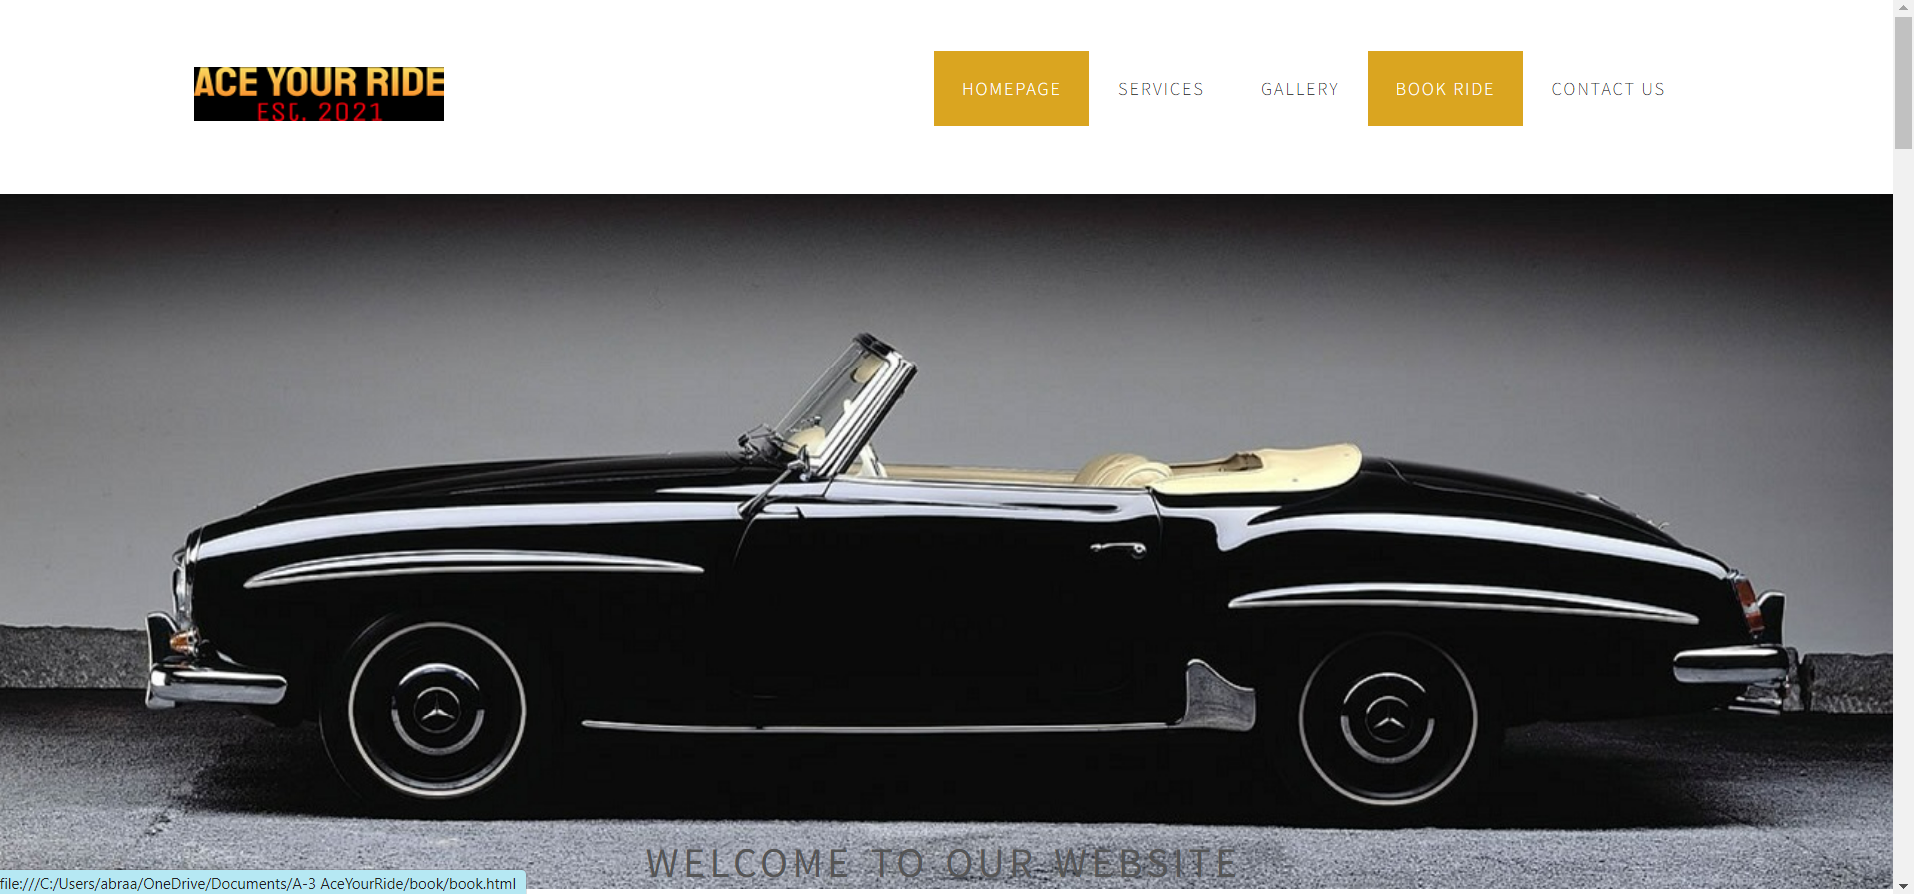 ACE YOUR RIDE
EST. 2021
HOMEPAGE
SERVICES
GALLERY
BOOK RIDE
CONTACT US
WELCOME TO OUR WEBSITE
file:///C:/Users/abraa/OneDrive/Documents/A-3 AceYourRide/book/book.html